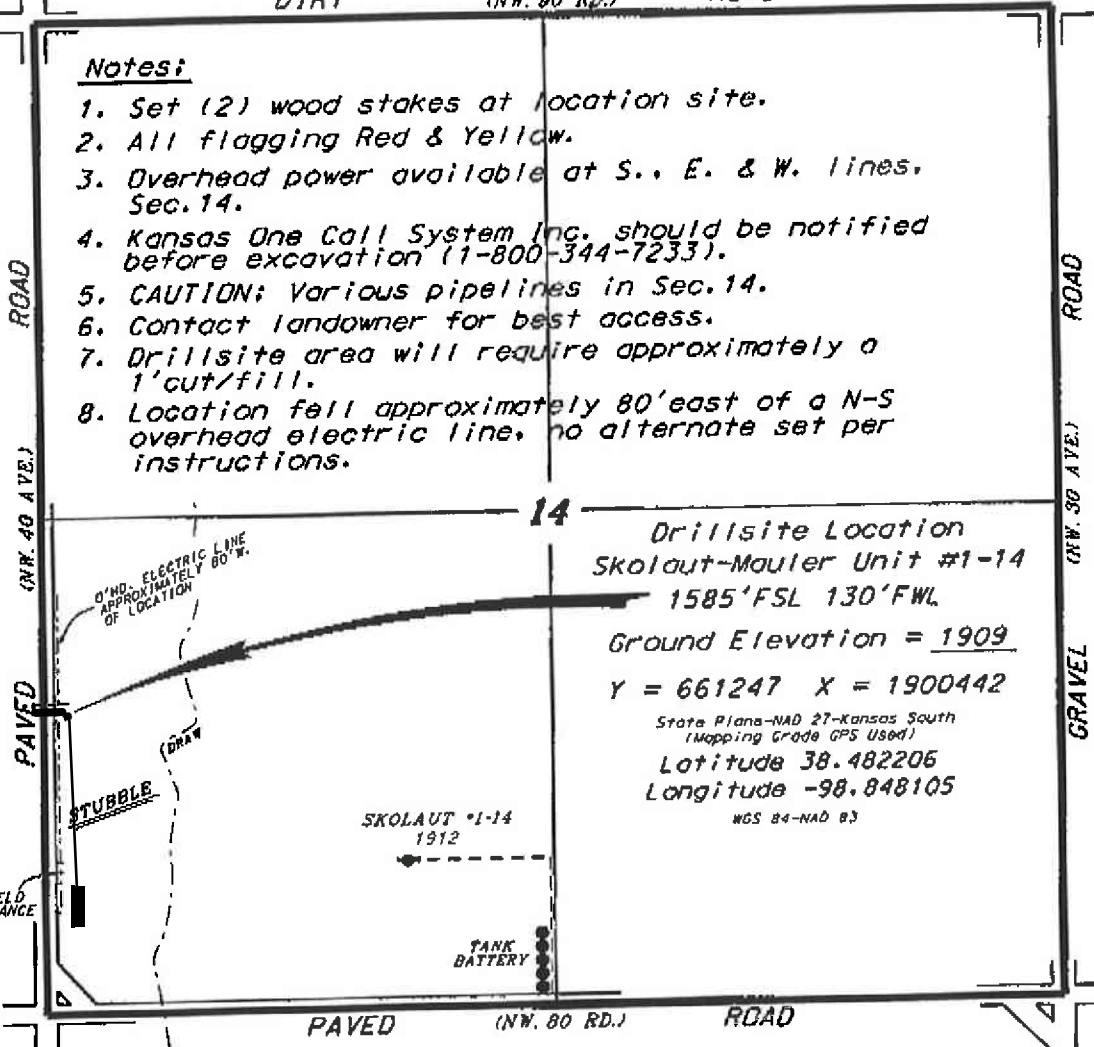 DIRT
Notes:
1. Set (2) wood stakes at location site.
2. All flagging Red & Yellow.
3. Overhead power available at S., E. & W. lines,
Sec.14.
4. Kansas One Call System Inc. should be notified
before excavation (1-800-344-7233).
5. CAUTION: Various pipelines in Sec.14.
6. Contact landowner for best access.
7. Drillsite area will require approximately a
1'cut/fill.
8. Location fell approximately 80'east of a N-S
overhead electric line, no alternate set per
instructions.
ROAD
(NW. 40 AVE.)
PAVED
ROAD
(NW. 30 AVE.)
GRAVEL
14
O'HD. ELECTRIC LINE
APPROXIMATELY 80'W.
OF LOCATION
Drillsite Location
Skolaut-Mauler Unit #1-14
1585'FSL 130'FWL
Ground Elevation = 1909
Y = 661247 X = 1900442
State Plane-NAD 27-Kansas South
(Mapping Grade GPS Used)
Latitude 38.482206
Longitude -98.848105
WGS 84-NAD 83
DRAW
STUBBLE
SKOLAUT #1-14
1912
TANK
BATTERY
PAVED (NW. 80 RD.) ROAD